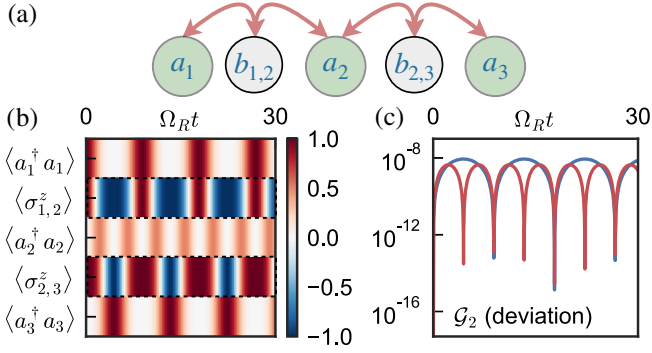 (a)
a₁ b₁,₂ a₂ b₂,₃ a₃
(b)
0 Ω_R t 30
⟨a₁† a₁⟩
⟨σᶻ₁,₂⟩
⟨a₂† a₂⟩
⟨σᶻ₂,₃⟩
⟨a₃† a₃⟩
1.0
0.5
0.0
−0.5
−1.0
(c)
0 Ω_R t 30
10⁻⁸
10⁻¹²
10⁻¹⁶
𝒢₂ (deviation)